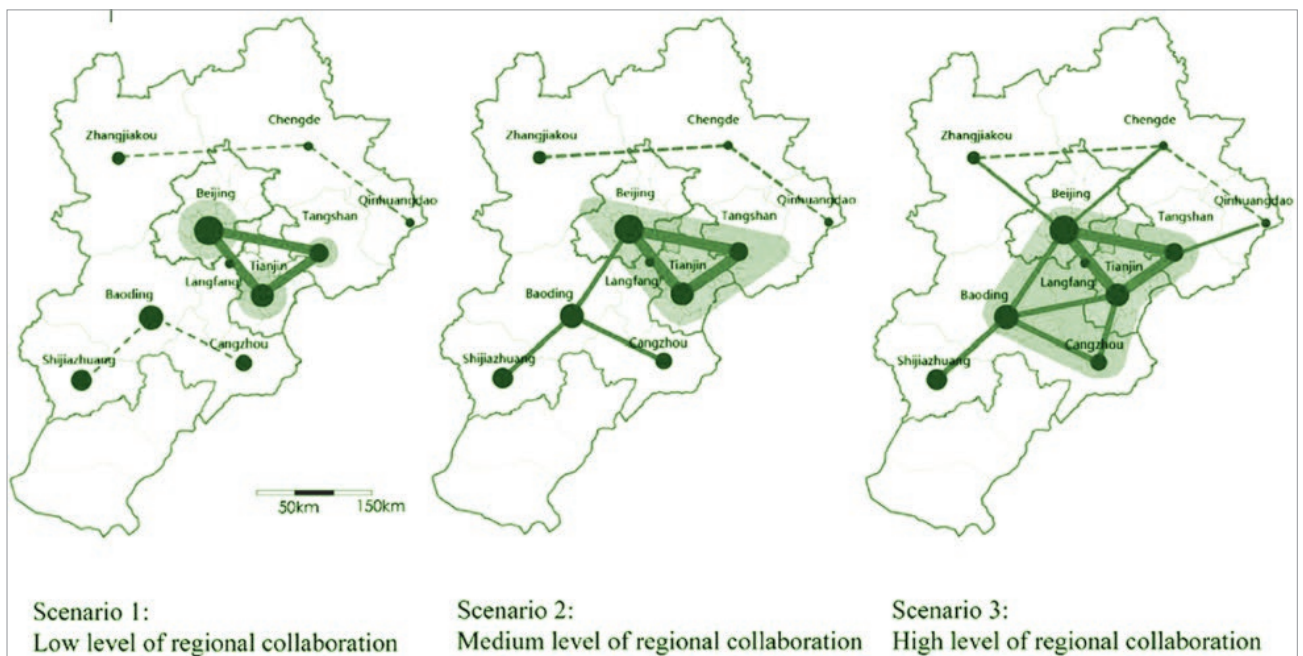 Chengde
Zhangjiakou
Beijing
Qinhuangdao
Tangshan
Tianjin
Langfang
Baoding
Cangzhou
Shijiazhuang
50km 150km
Scenario 1:
Low level of regional collaboration
Chengde
Zhangjiakou
Beijing
Qinhuangdao
Tangshan
Tianjin
Langfang
Baoding
Cangzhou
Shijiazhuang
Scenario 2:
Medium level of regional collaboration
Chengde
Zhangjiakou
Beijing
Qinhuangdao
Tangshan
Tianjin
Langfang
Baoding
Cangzhou
Shijiazhuang
Scenario 3:
High level of regional collaboration